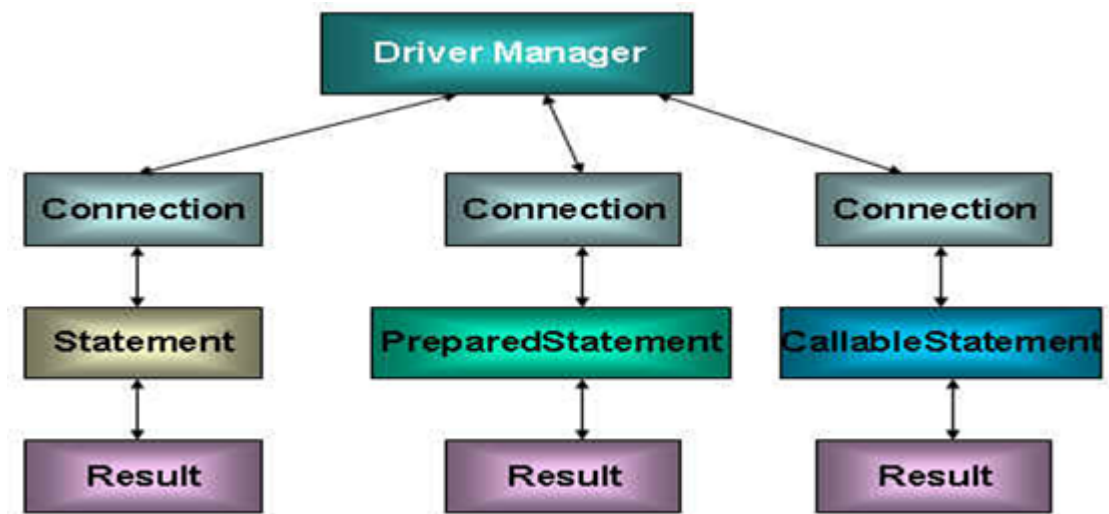 Driver Manager
Connection
Connection
Connection
Statement
PreparedStatement
CallableStatement
Result
Result
Result